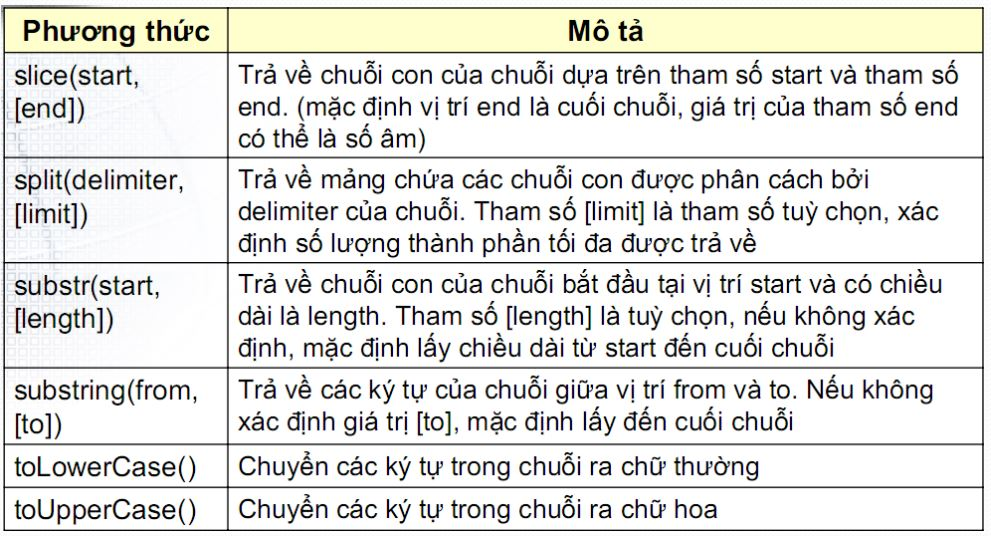 Phương thức
Mô tả
slice(start,
[end])
Trả về chuỗi con của chuỗi dựa trên tham số start và tham số
end. (mặc định vị trí end là cuối chuỗi, giá trị của tham số end
có thể là số âm)
split(delimiter,
[limit])
Trả về mảng chứa các chuỗi con được phân cách bởi
delimiter của chuỗi. Tham số [limit] là tham số tuỳ chọn, xác
định số lượng thành phần tối đa được trả về
substr(start,
[length])
Trả về chuỗi con của chuỗi bắt đầu tại vị trí start và có chiều
dài là length. Tham số [length] là tuỳ chọn, nếu không xác
định, mặc định lấy chiều dài từ start đến cuối chuỗi
substring(from,
[to])
Trả về các ký tự của chuỗi giữa vị trí from và to. Nếu không
xác định giá trị [to], mặc định lấy đến cuối chuỗi
toLowerCase()
Chuyển các ký tự trong chuỗi ra chữ thường
toUpperCase()
Chuyển các ký tự trong chuỗi ra chữ hoa